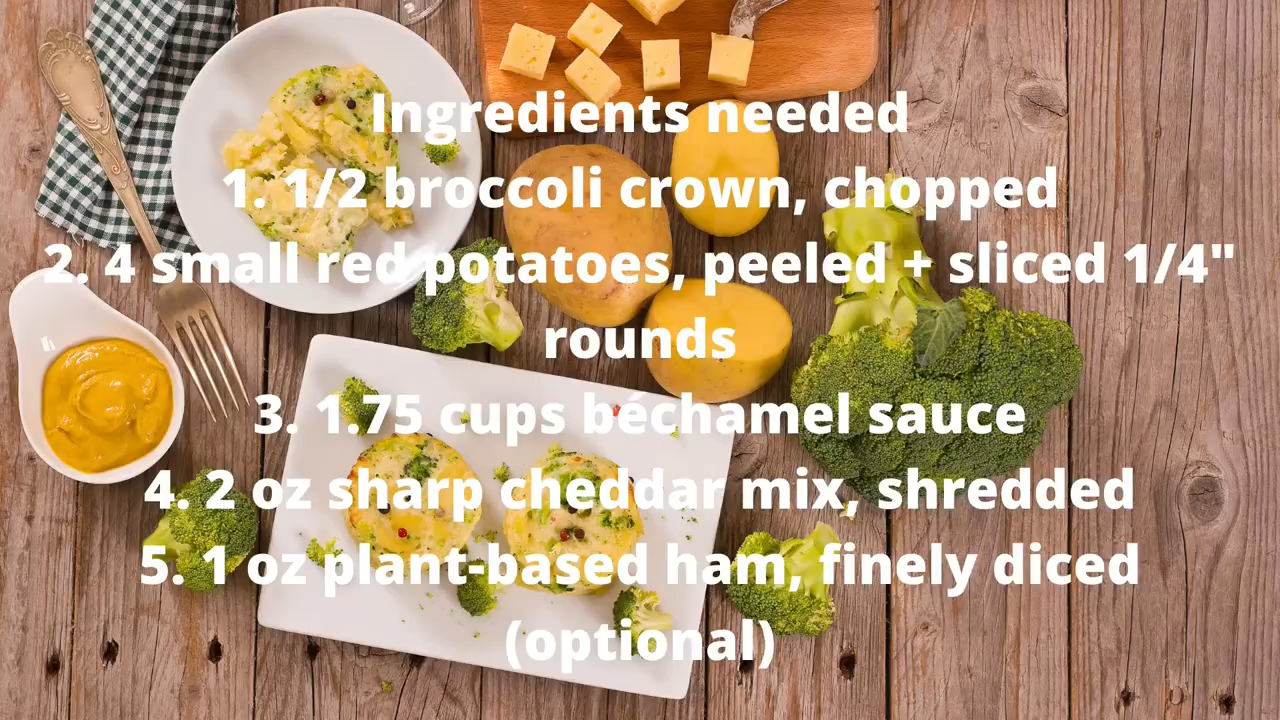 Ingredients needed
1. 1/2 broccoli crown, chopped
2. 4 small red potatoes, peeled + sliced 1/4"
rounds
3. 1.75 cups béchamel sauce
4. 2 oz sharp cheddar mix, shredded
5. 1 oz plant-based ham, finely diced
(optional)